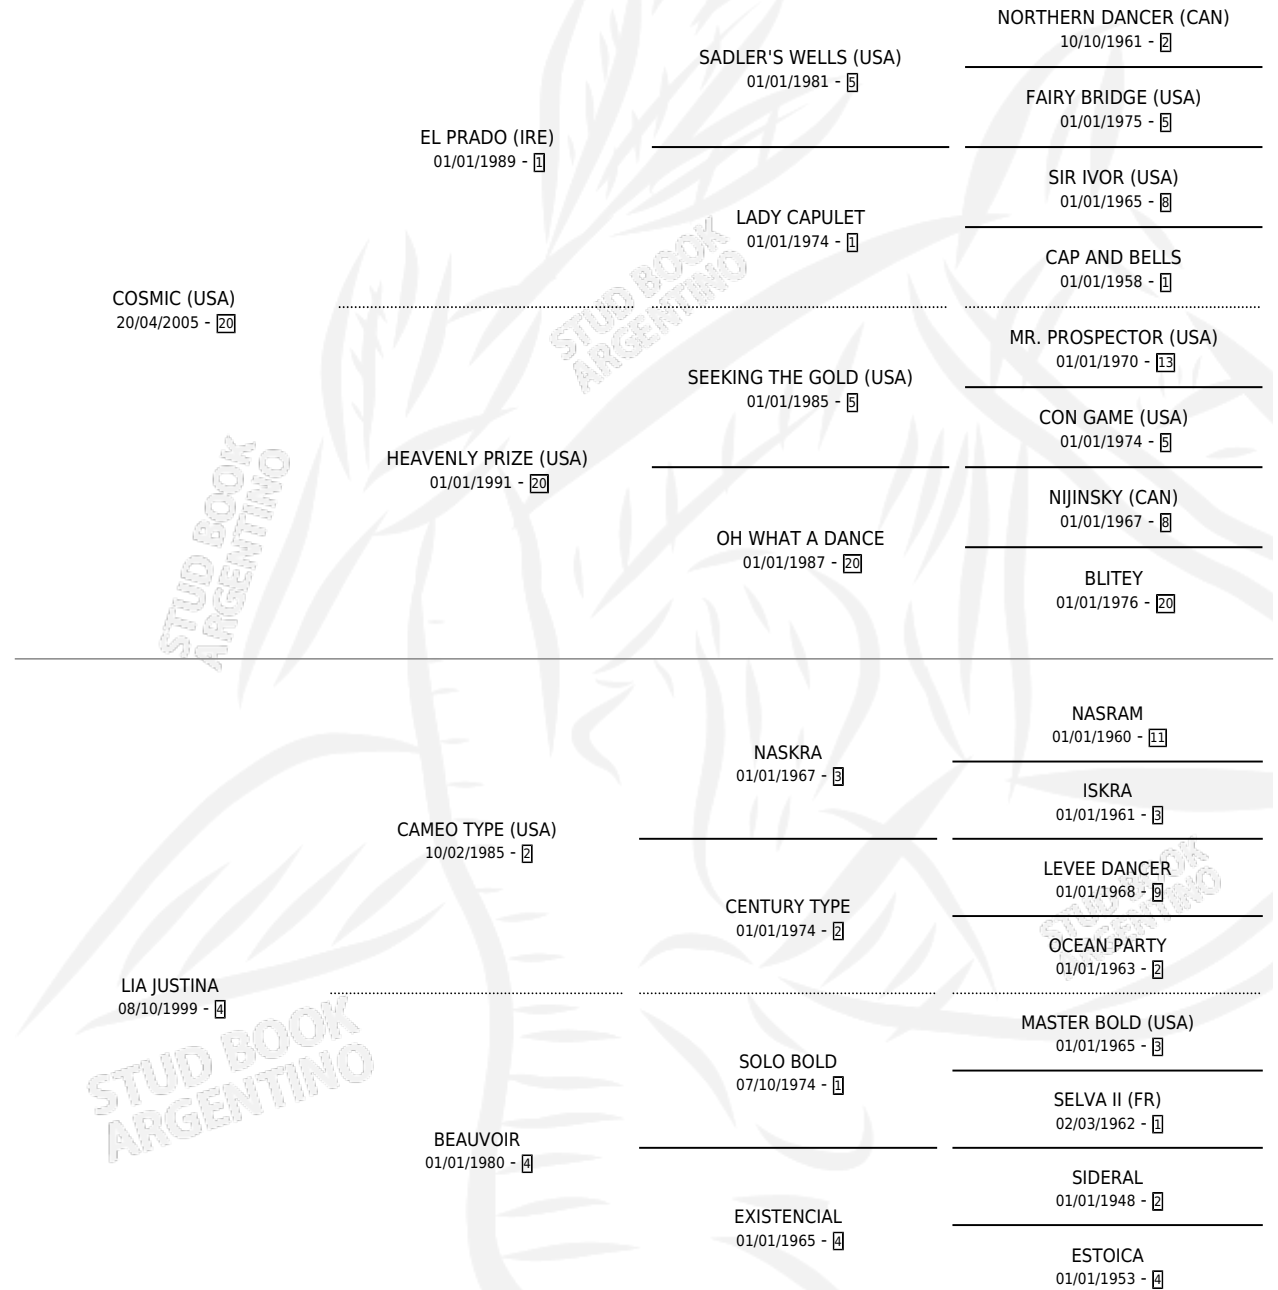 NORTHERN DANCER (CAN)
10/10/1961 - 2
SADLER'S WELLS (USA)
01/01/1981 - 5
FAIRY BRIDGE (USA)
01/01/1975 - 5
EL PRADO (IRE)
01/01/1989 - 1
SIR IVOR (USA)
01/01/1965 - 8
LADY CAPULET
01/01/1974 - 1
CAP AND BELLS
01/01/1958 - 1
COSMIC (USA)
20/04/2005 - 20
STUD BOOK
ARGENTINO
MR. PROSPECTOR (USA)
01/01/1970 - 13
SEEKING THE GOLD (USA)
01/01/1985 - 5
CON GAME (USA)
01/01/1974 - 5
HEAVENLY PRIZE (USA)
01/01/1991 - 20
NIJINSKY (CAN)
01/01/1967 - 8
OH WHAT A DANCE
01/01/1987 - 20
BLITEY
01/01/1976 - 20
STUD BOOK
ARGENTINO
NASRAM
01/01/1960 - 11
NASKRA
01/01/1967 - 3
ISKRA
01/01/1961 - 3
CAMEO TYPE (USA)
10/02/1985 - 2
LEVEE DANCER
01/01/1968 - 9
CENTURY TYPE
01/01/1974 - 2
OCEAN PARTY
01/01/1963 - 2
STUD BOOK
ARGENTINO
LIA JUSTINA
08/10/1999 - 4
MASTER BOLD (USA)
01/01/1965 - 3
SOLO BOLD
07/10/1974 - 1
SELVA II (FR)
02/03/1962 - 1
STUD BOOK
ARGENTINO
BEAUVOIR
01/01/1980 - 4
SIDERAL
01/01/1948 - 2
EXISTENCIAL
01/01/1965 - 4
ESTOICA
01/01/1953 - 4